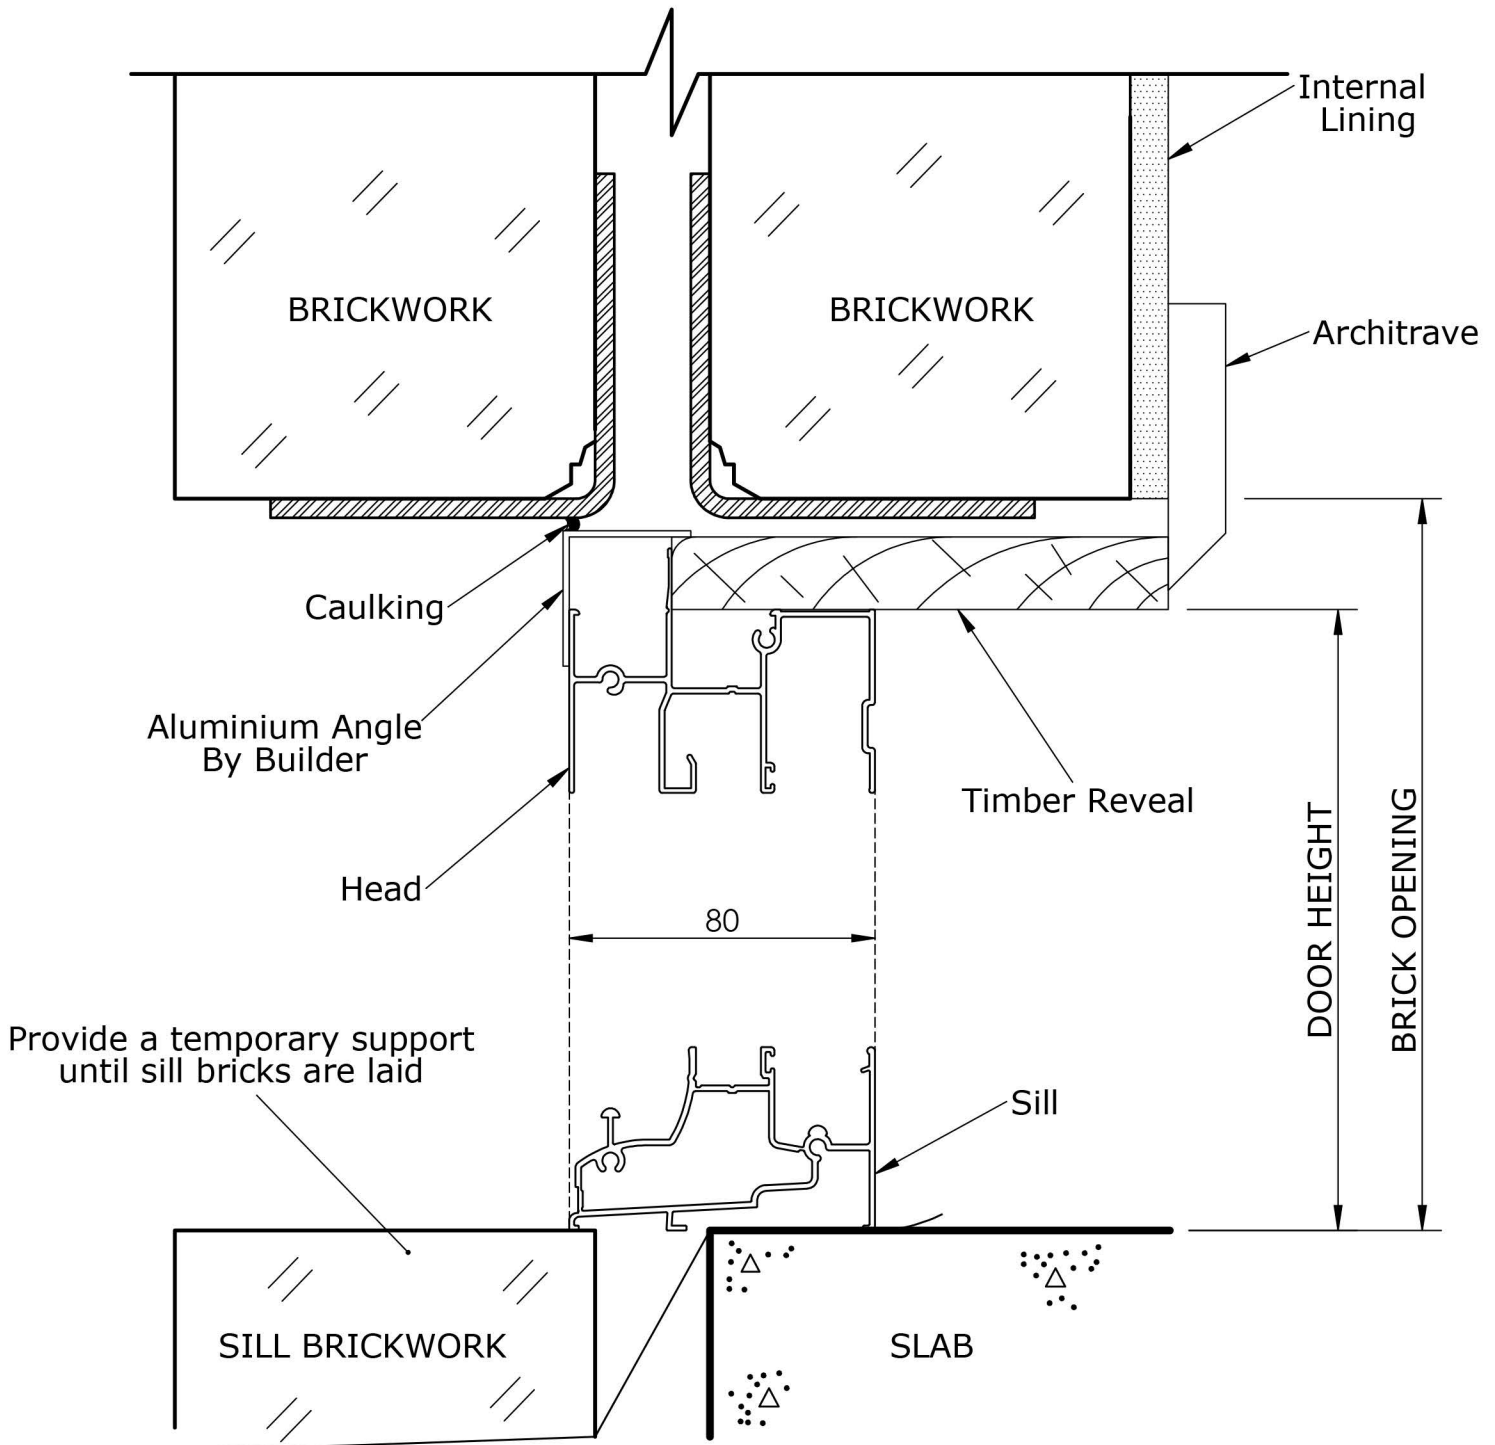 Internal
Lining
BRICKWORK
BRICKWORK
Architrave
Caulking
Aluminium Angle
By Builder
Timber Reveal
Head
80
DOOR HEIGHT
BRICK OPENING
Provide a temporary support
until sill bricks are laid
Sill
SILL BRICKWORK
SLAB